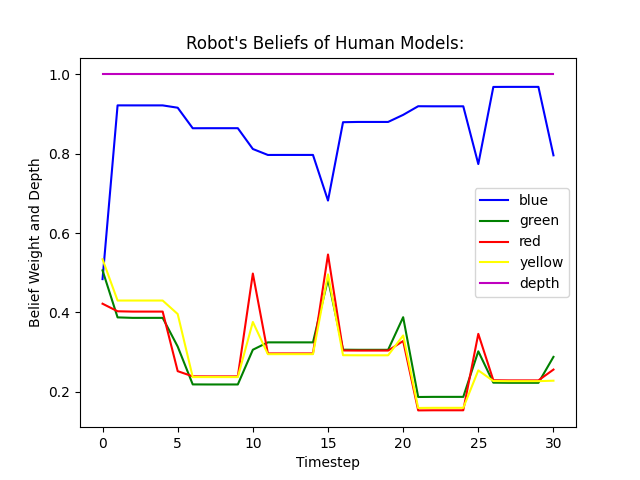 Robot's Beliefs of Human Models:
Belief Weight and Depth
1.0
0.8
0.6
0.4
0.2
blue
green
red
yellow
depth
0 5 10 15 20 25 30
Timestep